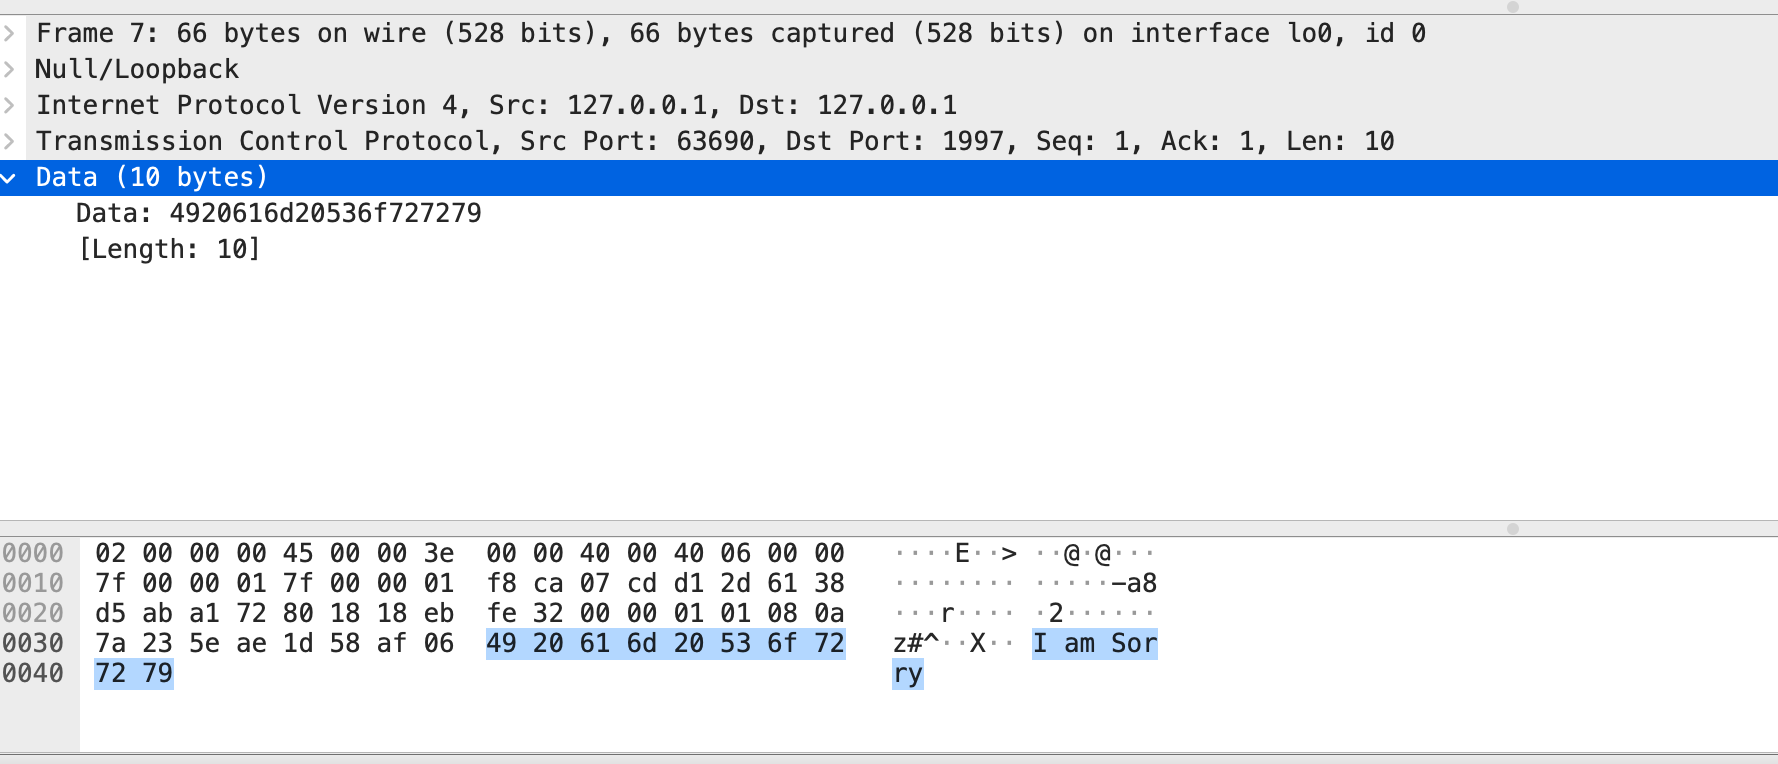 Frame 7: 66 bytes on wire (528 bits), 66 bytes captured (528 bits) on interface lo0, id 0
Null/Loopback
Internet Protocol Version 4, Src: 127.0.0.1, Dst: 127.0.0.1
Transmission Control Protocol, Src Port: 63690, Dst Port: 1997, Seq: 1, Ack: 1, Len: 10
Data (10 bytes)
Data: 4920616d20536f727279
[Length: 10]
0000 02 00 00 00 45 00 00 3e 00 00 40 00 40 06 00 00 ····E··> ··@·@···
0010 7f 00 00 01 7f 00 00 01 f8 ca 07 cd d1 2d 61 38 ········ ·····-a8
0020 d5 ab a1 72 80 18 18 eb fe 32 00 00 01 01 08 0a ···r···· ·2······
0030 7a 23 5e ae 1d 58 af 06 49 20 61 6d 20 53 6f 72 z#^··X·· I am Sor
0040 72 79 ry